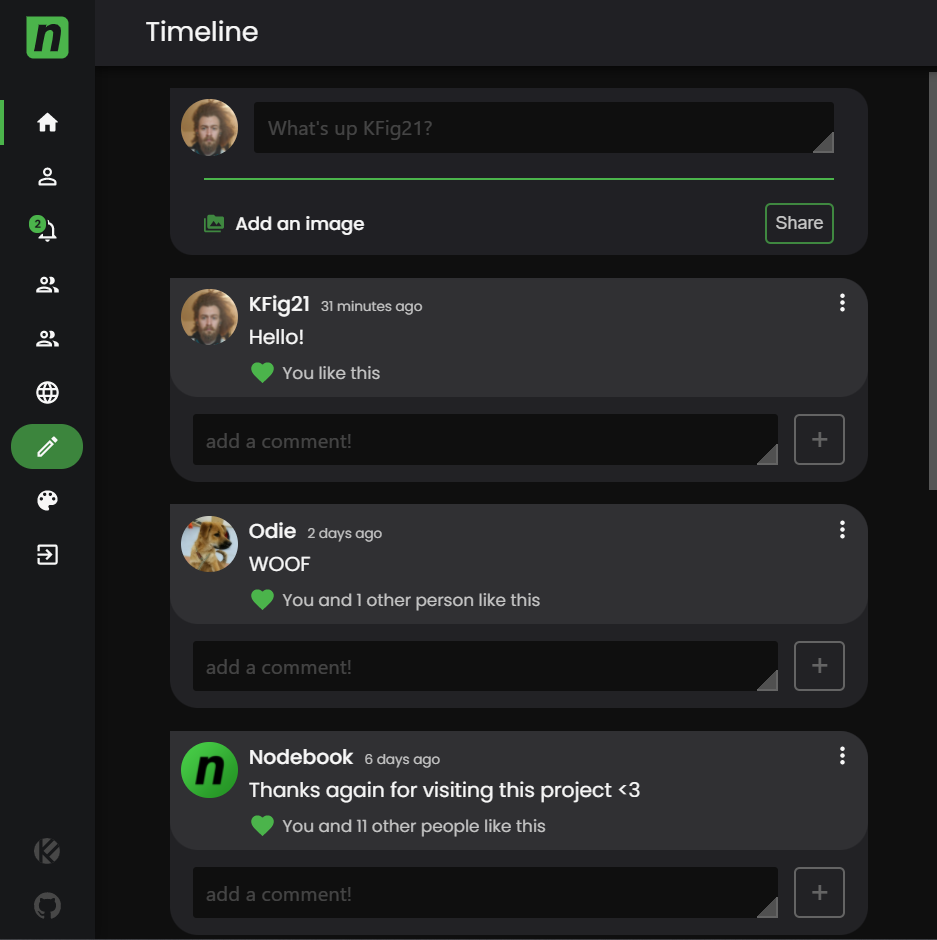 n
Timeline
What's up KFig21?
2
Add an image
Share
KFig21 31 minutes ago
Hello!
You like this
add a comment!
+
Odie 2 days ago
WOOF
You and 1 other person like this
add a comment!
+
n
Nodebook 6 days ago
Thanks again for visiting this project <3
You and 11 other people like this
add a comment!
+